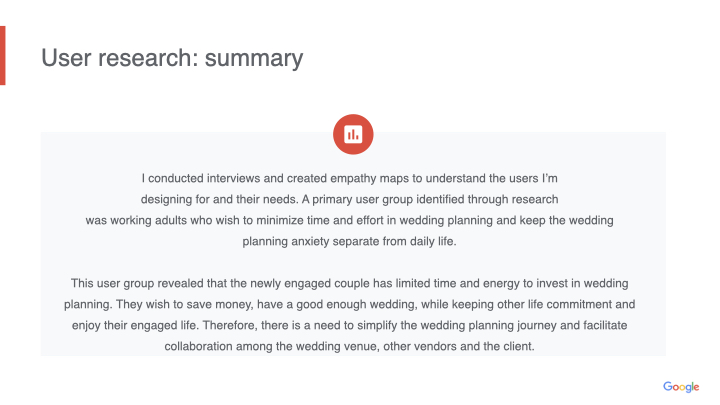 User research: summary
I conducted interviews and created empathy maps to understand the users I'm
designing for and their needs. A primary user group identified through research
was working adults who wish to minimize time and effort in wedding planning and keep the wedding
planning anxiety separate from daily life.
This user group revealed that the newly engaged couple has limited time and energy to invest in wedding
planning. They wish to save money, have a good enough wedding, while keeping other life commitment and
enjoy their engaged life. Therefore, there is a need to simplify the wedding planning journey and facilitate
collaboration among the wedding venue, other vendors and the client.
Google